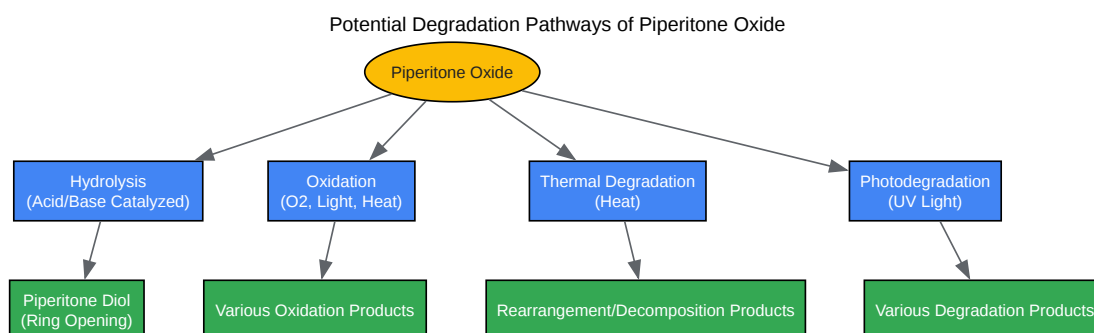 Potential Degradation Pathways of Piperitone Oxide
Piperitone Oxide
Hydrolysis
(Acid/Base Catalyzed)
Oxidation
(O2, Light, Heat)
Thermal Degradation
(Heat)
Photodegradation
(UV Light)
Piperitone Diol
(Ring Opening)
Various Oxidation Products
Rearrangement/Decomposition Products
Various Degradation Products